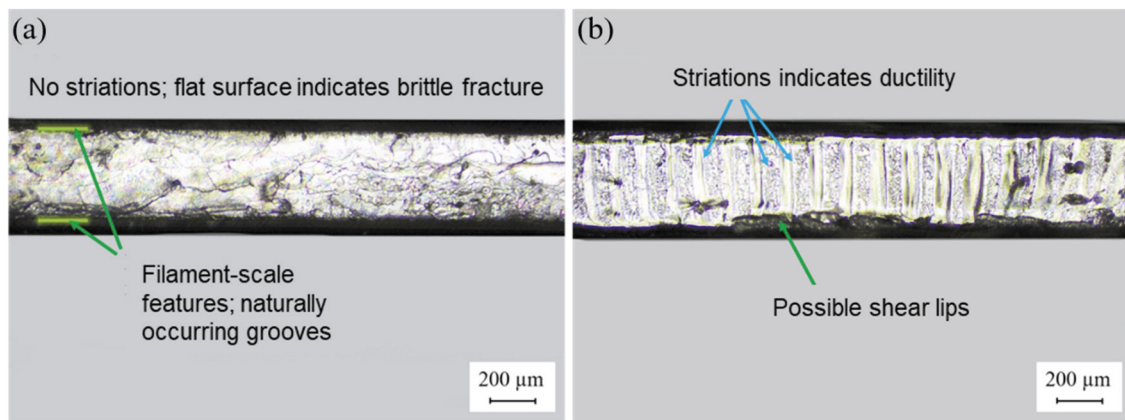 (a)
No striations; flat surface indicates brittle fracture
Filament-scale
features; naturally
occurring grooves
200 µm
(b)
Striations indicates ductility
Possible shear lips
200 µm